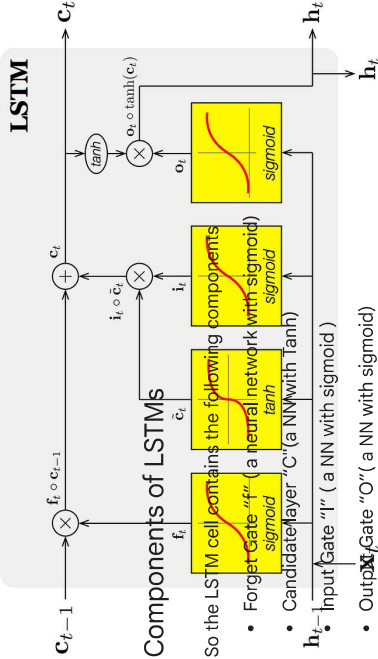 LSTM
c_{t-1}
f_t ∘ c_{t-1}
×
+
c_t
c_t
tanh
i_t ∘ c̃_t
×
×
o_t ∘ tanh(c_t)
f_t
c̃_t
i_t
o_t
sigmoid
tanh
sigmoid
sigmoid
h_{t-1}
x_t
h_t
h_t
Components of LSTMs
So the LSTM cell contains the following components
• Forget Gate "f" ( a neural network with sigmoid)
• Candidate layer "C"(a NN with Tanh)
• Input Gate "I" ( a NN with sigmoid )
• Output Gate "O"( a NN with sigmoid)